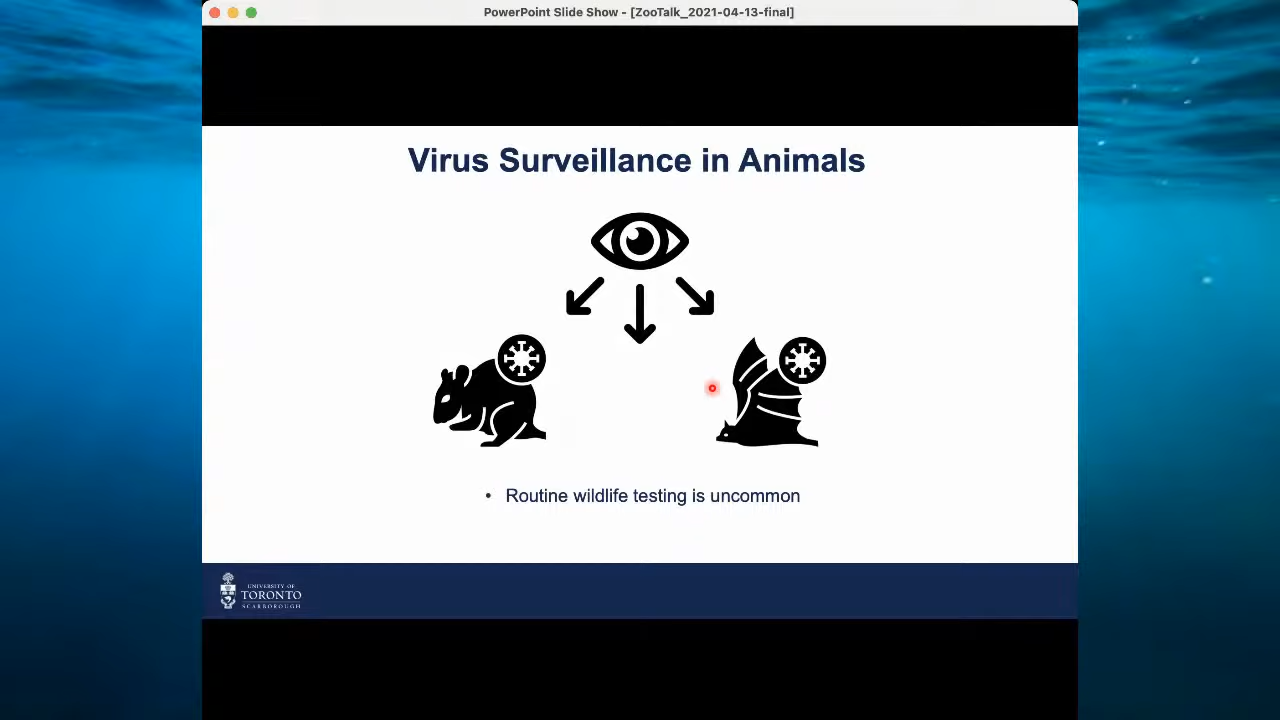 PowerPoint Slide Show - [ZooTalk_2021-04-13-final]
Virus Surveillance in Animals
• Routine wildlife testing is uncommon
UNIVERSITY OF
TORONTO
SCARBOROUGH